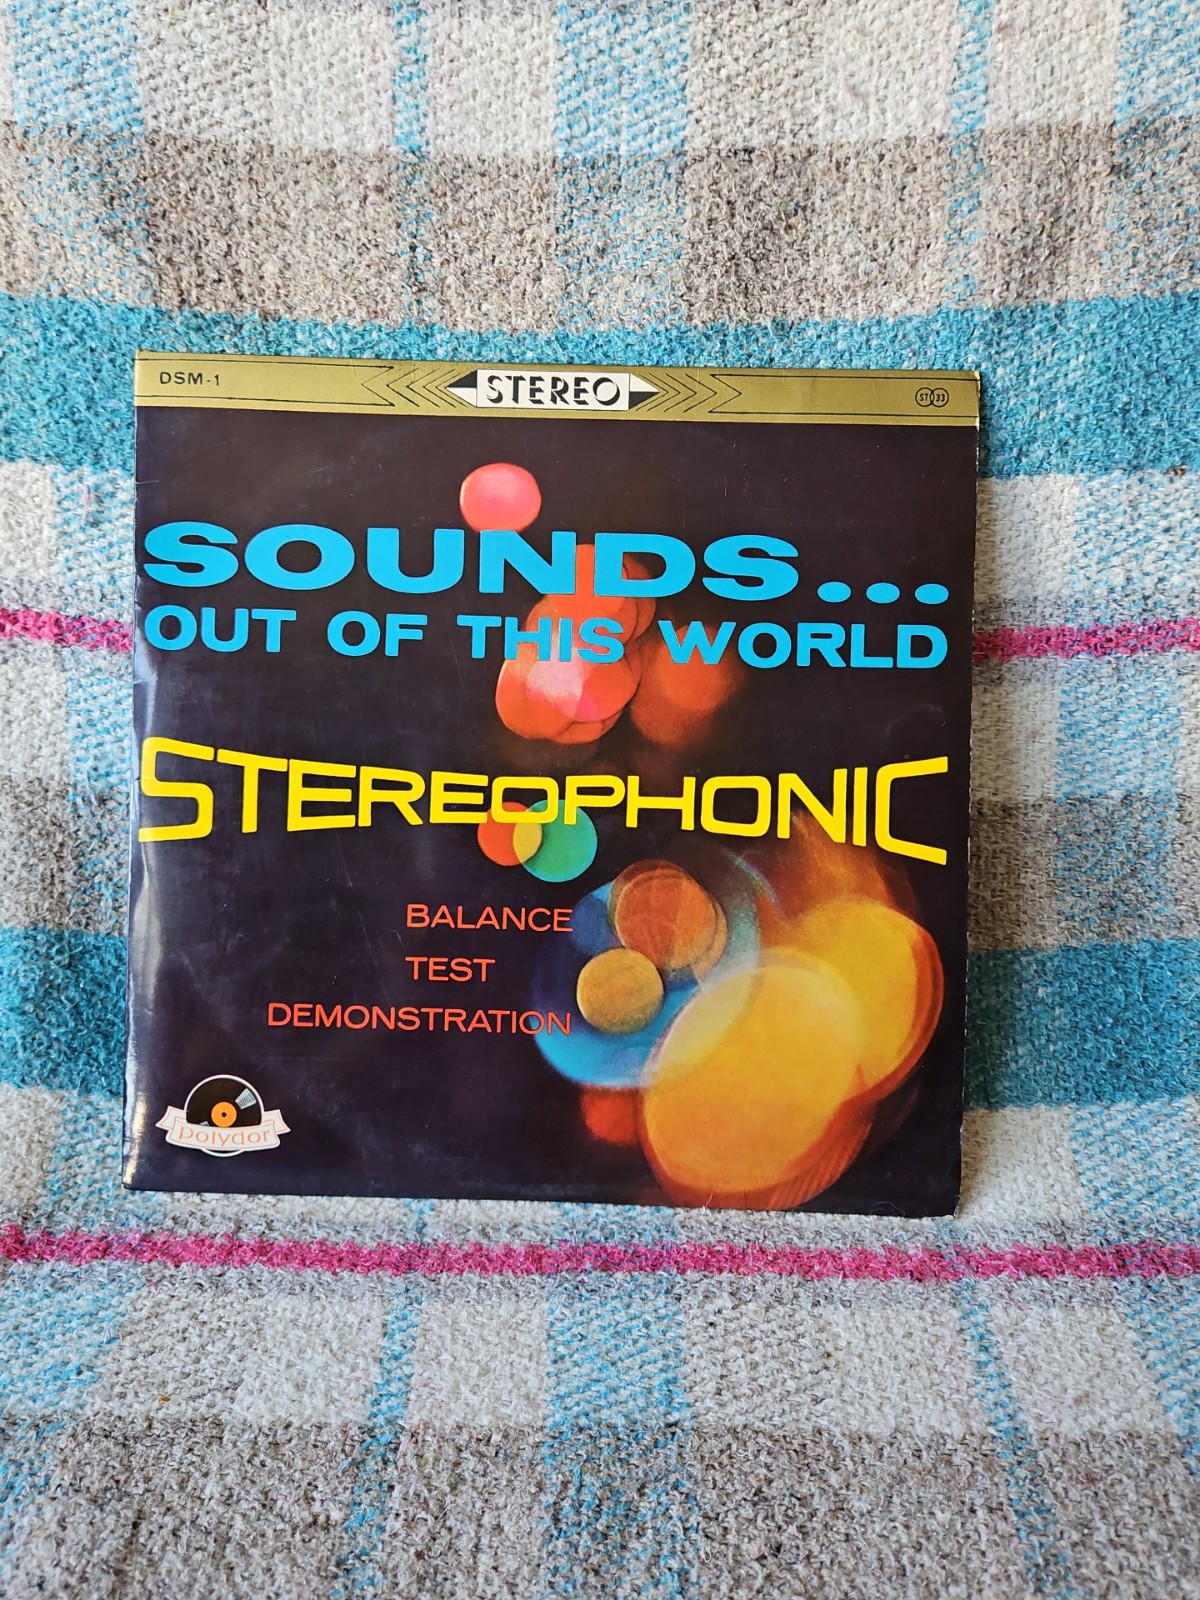 DSM-1
STEREO
ST 33
SOUNDS...
OUT OF THIS WORLD
STEREOPHONIC
BALANCE
TEST
DEMONSTRATION
polydor